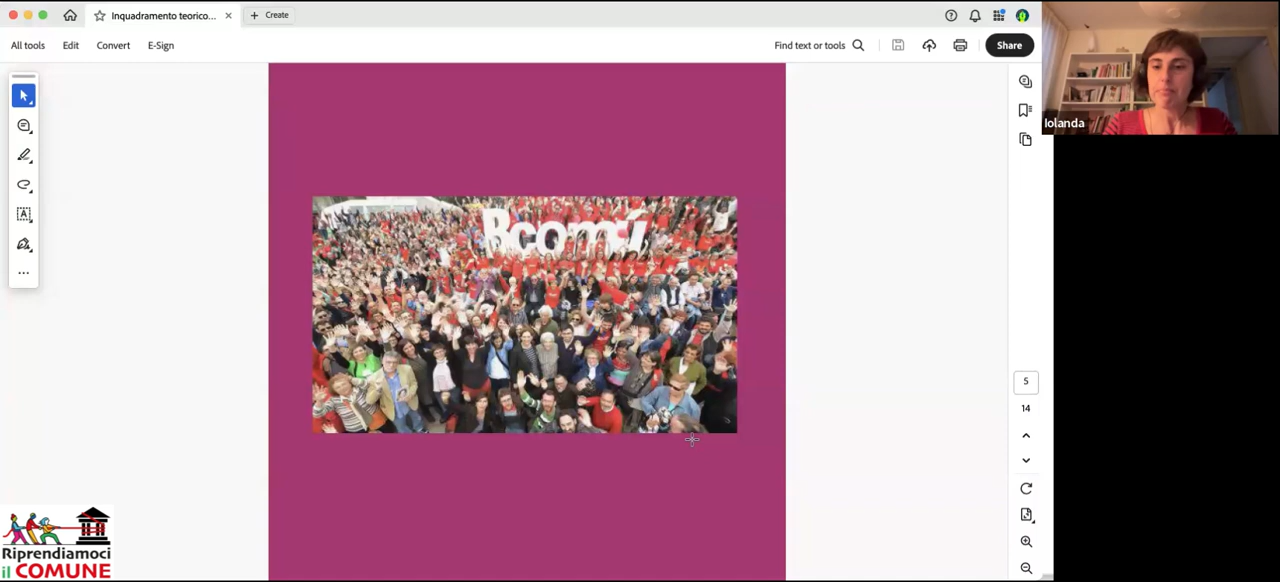 Inquadramento teorico...
Create
All tools
Edit
Convert
E-Sign
Find text or tools
Share
Iolanda
Bcomú
5
14
Riprendiamoci
il COMUNE